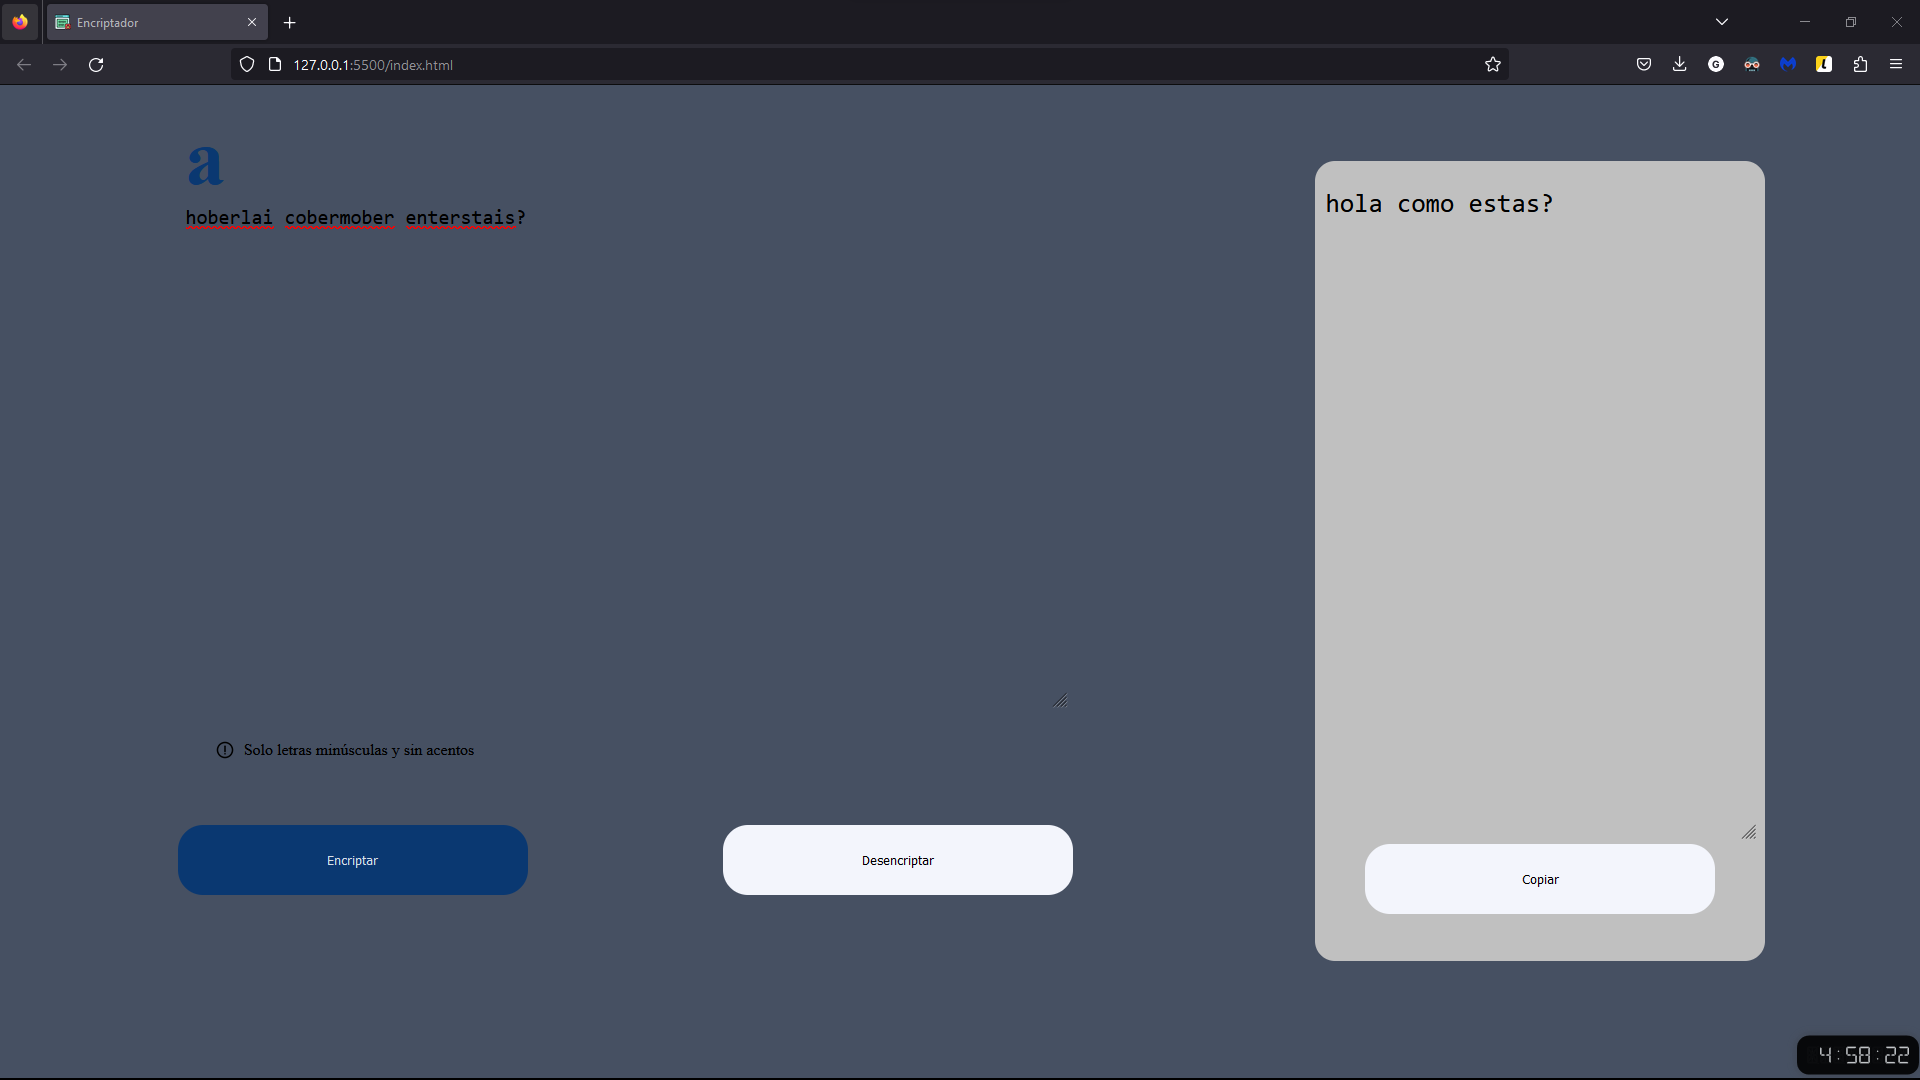 Encriptador
127.0.0.1:5500/index.html
a
hoberlai cobermober enterstais?
hola como estas?
Solo letras minúsculas y sin acentos
Encriptar
Desencriptar
Copiar
4:58:22